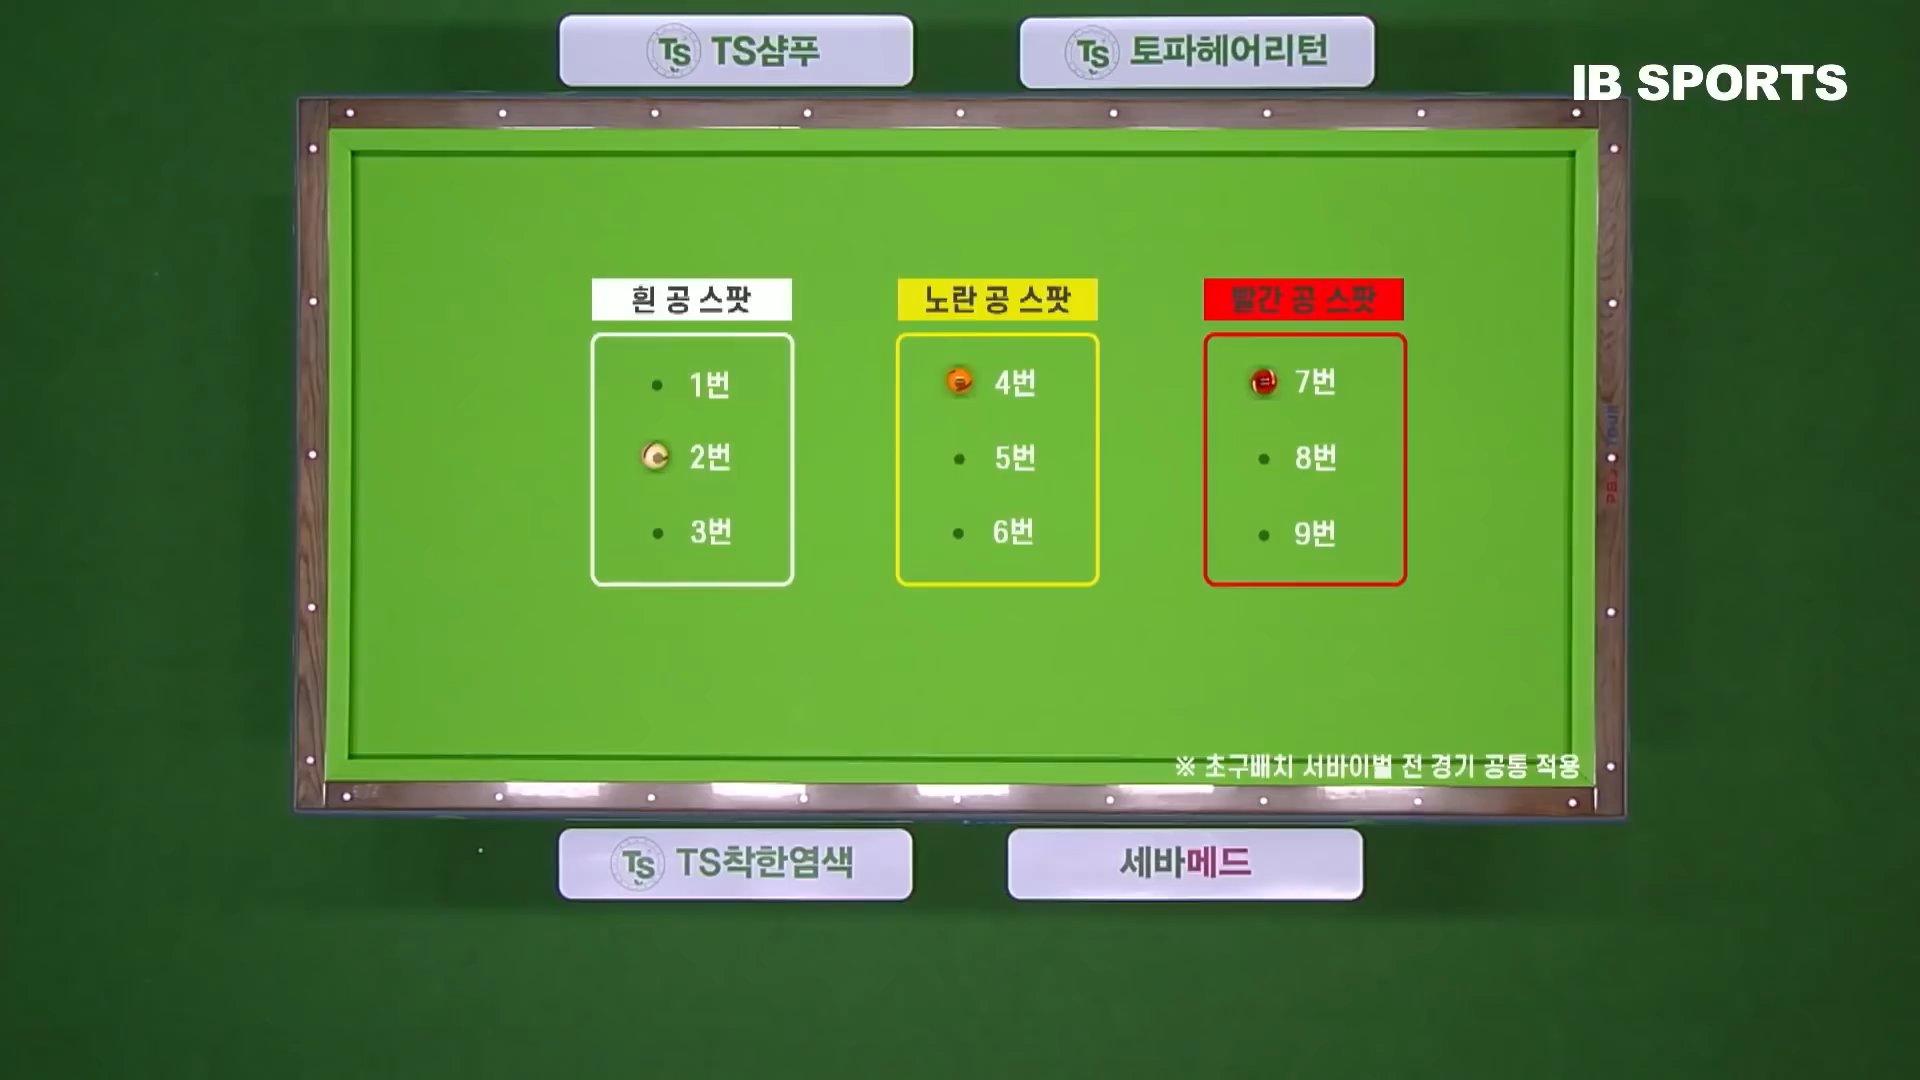 TS TS샴푸
TS 토파헤어리턴
IB SPORTS
흰 공 스팟
노란 공 스팟
빨간 공 스팟
1번
4번
7번
2번
5번
8번
3번
6번
9번
※ 초구배치 서바이벌 전 경기 공통 적용
TS TS착한염색
세바메드